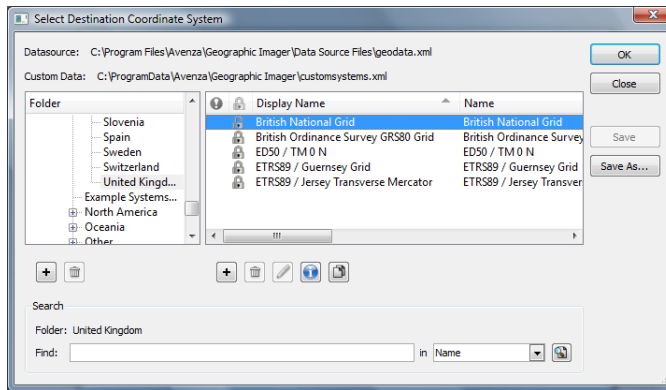 Select Destination Coordinate System
Datasource: C:\Program Files\Avenza\Geographic Imager\Data Source Files\geodata.xml
OK
Custom Data: C:\ProgramData\Avenza\Geographic Imager\customsystems.xml
Close
Folder
Display Name
Name
Slovenia
British National Grid
British National Grid
Spain
British Ordinance Survey GRS80 Grid
British Ordinance Survey
Save
Sweden
ED50 / TM 0 N
ED50 / TM 0 N
Switzerland
ETRS89 / Guernsey Grid
ETRS89 / Guernsey Grid
Save As...
United Kingd...
ETRS89 / Jersey Transverse Mercator
ETRS89 / Jersey Transver
Example Systems...
North America
Oceania
Other
Search
Folder: United Kingdom
Find:
in
Name